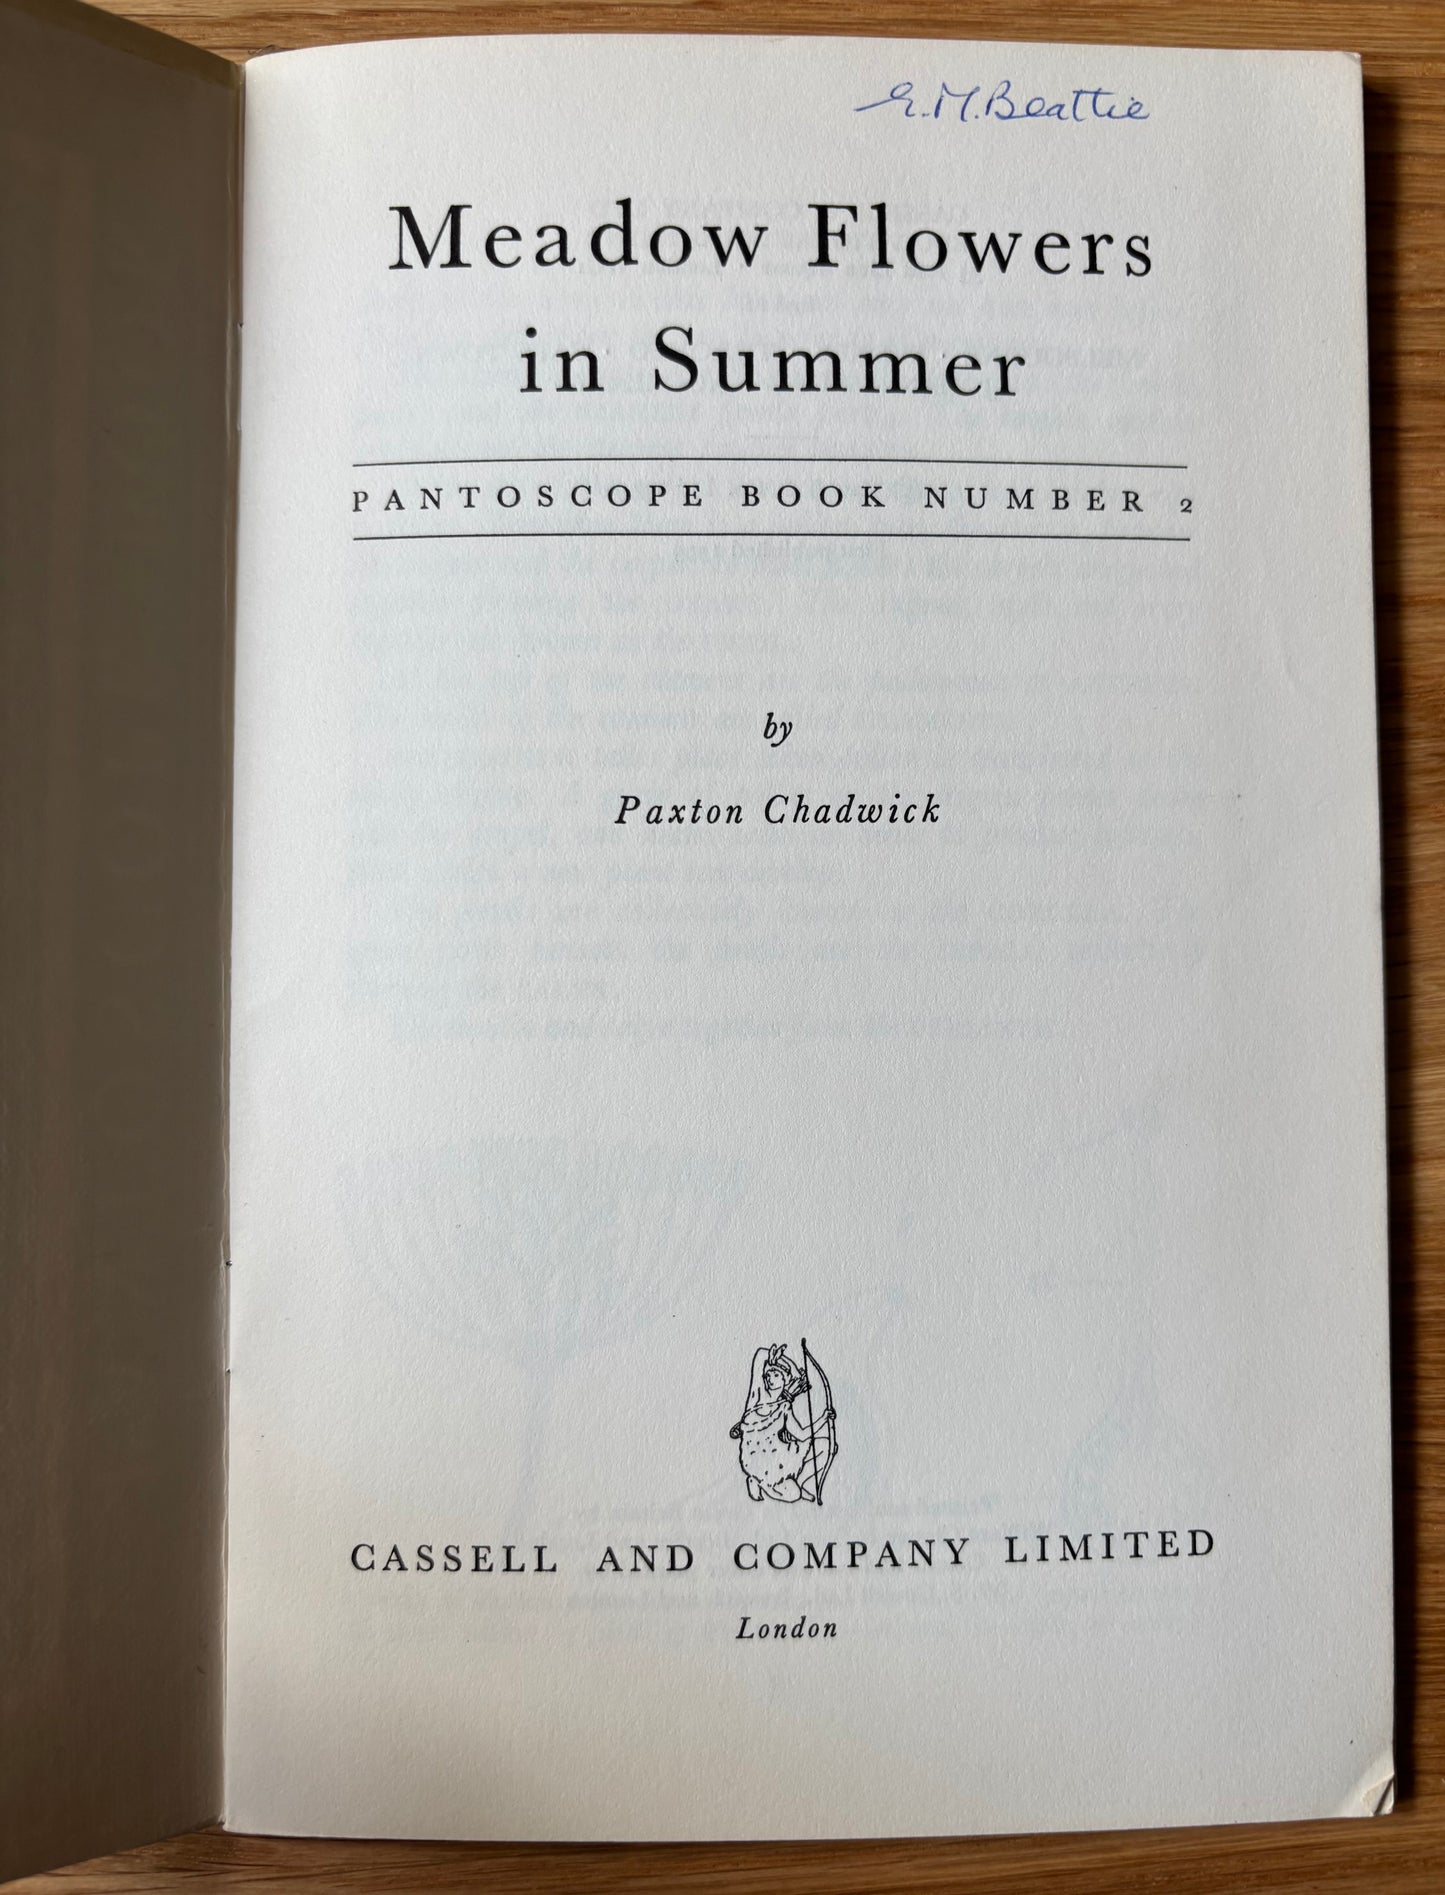 E.M.Beattie
Meadow Flowers
in Summer
PANTOSCOPE BOOK NUMBER 2
by
Paxton Chadwick
CASSELL AND COMPANY LIMITED
London